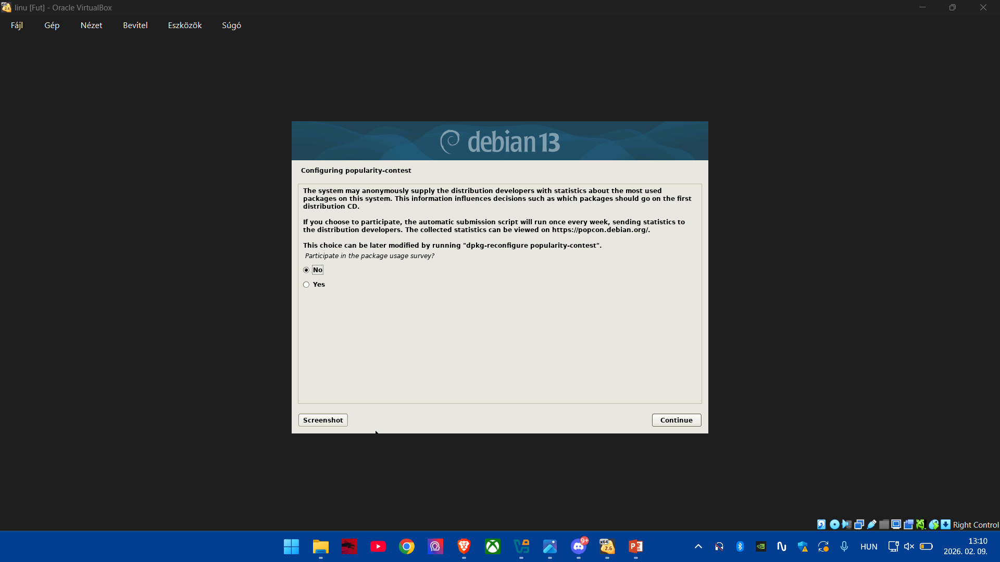 linu [Fut] - Oracle VirtualBox
Fájl Gép Nézet Bevitel Eszközök Súgó
debian 13
Configuring popularity-contest
The system may anonymously supply the distribution developers with statistics about the most used
packages on this system. This information influences decisions such as which packages should go on the first
distribution CD.
If you choose to participate, the automatic submission script will run once every week, sending statistics to
the distribution developers. The collected statistics can be viewed on https://popcon.debian.org/.
This choice can be later modified by running "dpkg-reconfigure popularity-contest".
Participate in the package usage survey?
No
Yes
Screenshot Continue
Right Control
9+
x64
2.6
HUN
13:10
2026. 02. 09.